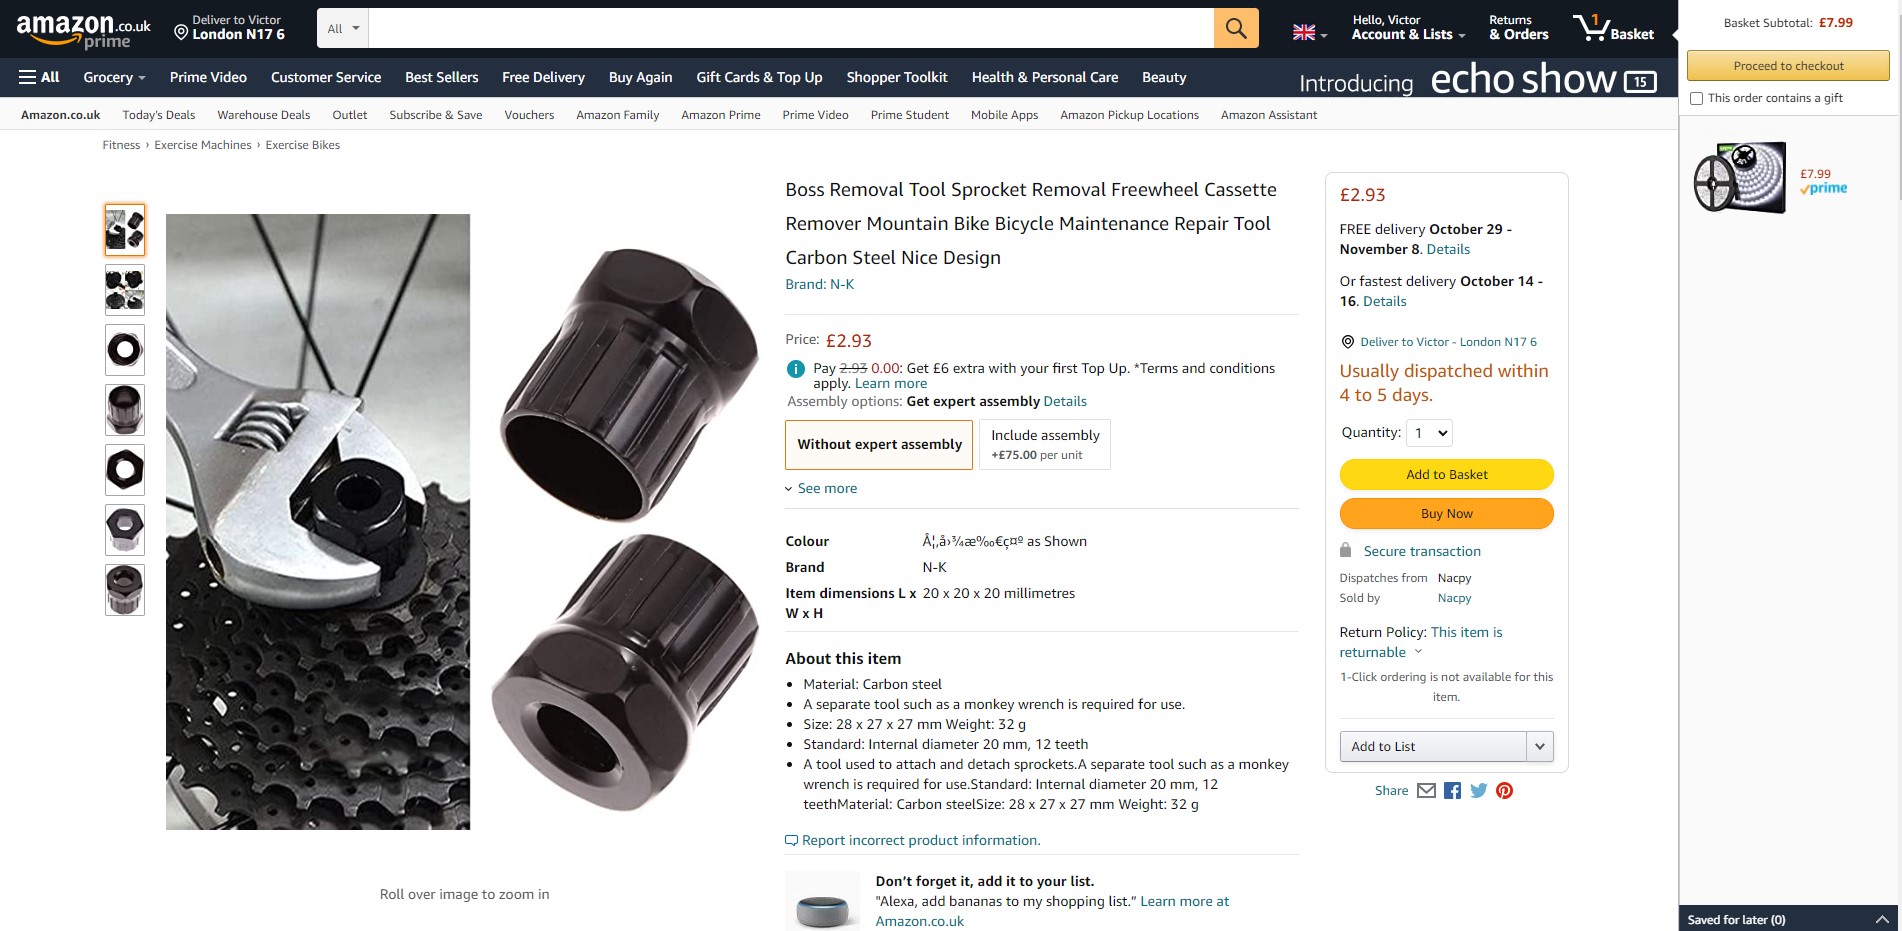 amazon.co.uk
prime
Deliver to Victor
London N17 6
All
Hello, Victor
Account & Lists
Returns
& Orders
1
Basket
All
Grocery
Prime Video
Customer Service
Best Sellers
Free Delivery
Buy Again
Gift Cards & Top Up
Shopper Toolkit
Health & Personal Care
Beauty
Introducing echo show 15
Amazon.co.uk
Today's Deals
Warehouse Deals
Outlet
Subscribe & Save
Vouchers
Amazon Family
Amazon Prime
Prime Video
Prime Student
Mobile Apps
Amazon Pickup Locations
Amazon Assistant
Fitness › Exercise Machines › Exercise Bikes
Roll over image to zoom in
Boss Removal Tool Sprocket Removal Freewheel Cassette
Remover Mountain Bike Bicycle Maintenance Repair Tool
Carbon Steel Nice Design
Brand: N-K
Price: £2.93
Pay 2.93 0.00: Get £6 extra with your first Top Up. *Terms and conditions
apply. Learn more
Assembly options: Get expert assembly Details
Without expert assembly
Include assembly
+£75.00 per unit
See more
Colour Å¦‚å›¾æ‰€ç¤º as Shown
Brand N-K
Item dimensions L x 20 x 20 x 20 millimetres
W x H
About this item
• Material: Carbon steel
• A separate tool such as a monkey wrench is required for use.
• Size: 28 x 27 x 27 mm Weight: 32 g
• Standard: Internal diameter 20 mm, 12 teeth
• A tool used to attach and detach sprockets.A separate tool such as a monkey
wrench is required for use.Standard: Internal diameter 20 mm, 12
teethMaterial: Carbon steelSize: 28 x 27 x 27 mm Weight: 32 g
Report incorrect product information.
Don't forget it, add it to your list.
"Alexa, add bananas to my shopping list." Learn more at
Amazon.co.uk
£2.93
FREE delivery October 29 -
November 8. Details
Or fastest delivery October 14 -
16. Details
Deliver to Victor - London N17 6
Usually dispatched within
4 to 5 days.
Quantity: 1
Add to Basket
Buy Now
Secure transaction
Dispatches from Nacpy
Sold by Nacpy
Return Policy: This item is
returnable
1-Click ordering is not available for this
item.
Add to List
Share
Basket Subtotal: £7.99
Proceed to checkout
This order contains a gift
£7.99
prime
Saved for later (0)